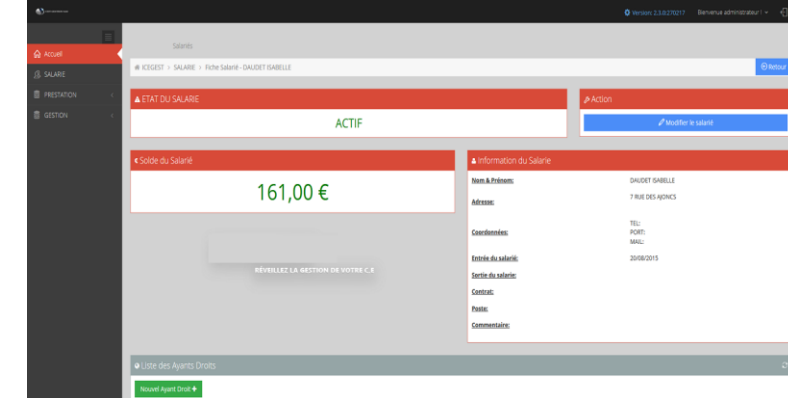 Version: 2.3.8.270217 Bienvenue administrateur !
Accueil
SALARIE
PRESTATION
GESTION
Salariés
ICEGEST > SALARIE > Fiche Salarié - DAUDET ISABELLE
Retour
ETAT DU SALARIE
ACTIF
Action
Modifier le salarié
€ Solde du Salarié
161,00 €
RÉVEILLEZ LA GESTION DE VOTRE C.E
Information du Salarie
Nom & Prénom: DAUDET ISABELLE
Adresse: 7 RUE DES AJONCS
Coordonnées:
TEL:
PORT:
MAIL:
Entrée du salarié: 20/08/2015
Sortie du salarie:
Contrat:
Poste:
Commentaire:
Liste des Ayants Droits
Nouvel Ayant Droit +